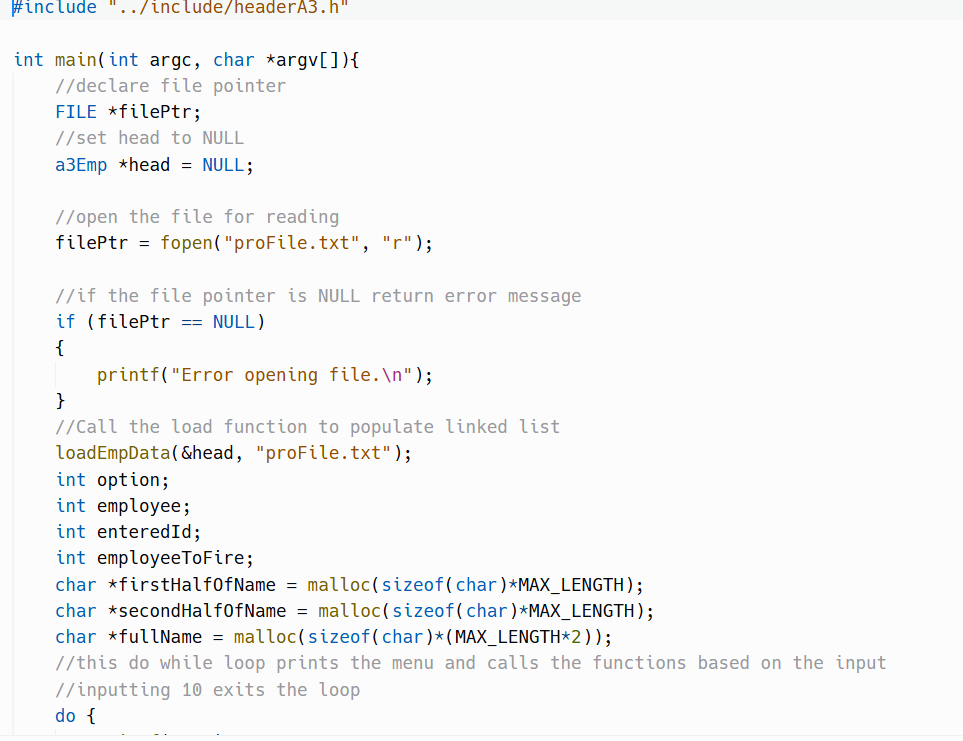 #include "../include/headerA3.h"
int main(int argc, char *argv[]){
//declare file pointer
FILE *filePtr;
//set head to NULL
a3Emp *head = NULL;
//open the file for reading
filePtr = fopen("proFile.txt", "r");
//if the file pointer is NULL return error message
if (filePtr == NULL)
{
printf("Error opening file.\n");
}
//Call the load function to populate linked list
loadEmpData(&head, "proFile.txt");
int option;
int employee;
int enteredId;
int employeeToFire;
char *firstHalfOfName = malloc(sizeof(char)*MAX_LENGTH);
char *secondHalfOfName = malloc(sizeof(char)*MAX_LENGTH);
char *fullName = malloc(sizeof(char)*(MAX_LENGTH*2));
//this do while loop prints the menu and calls the functions based on the input
//inputting 10 exits the loop
do {